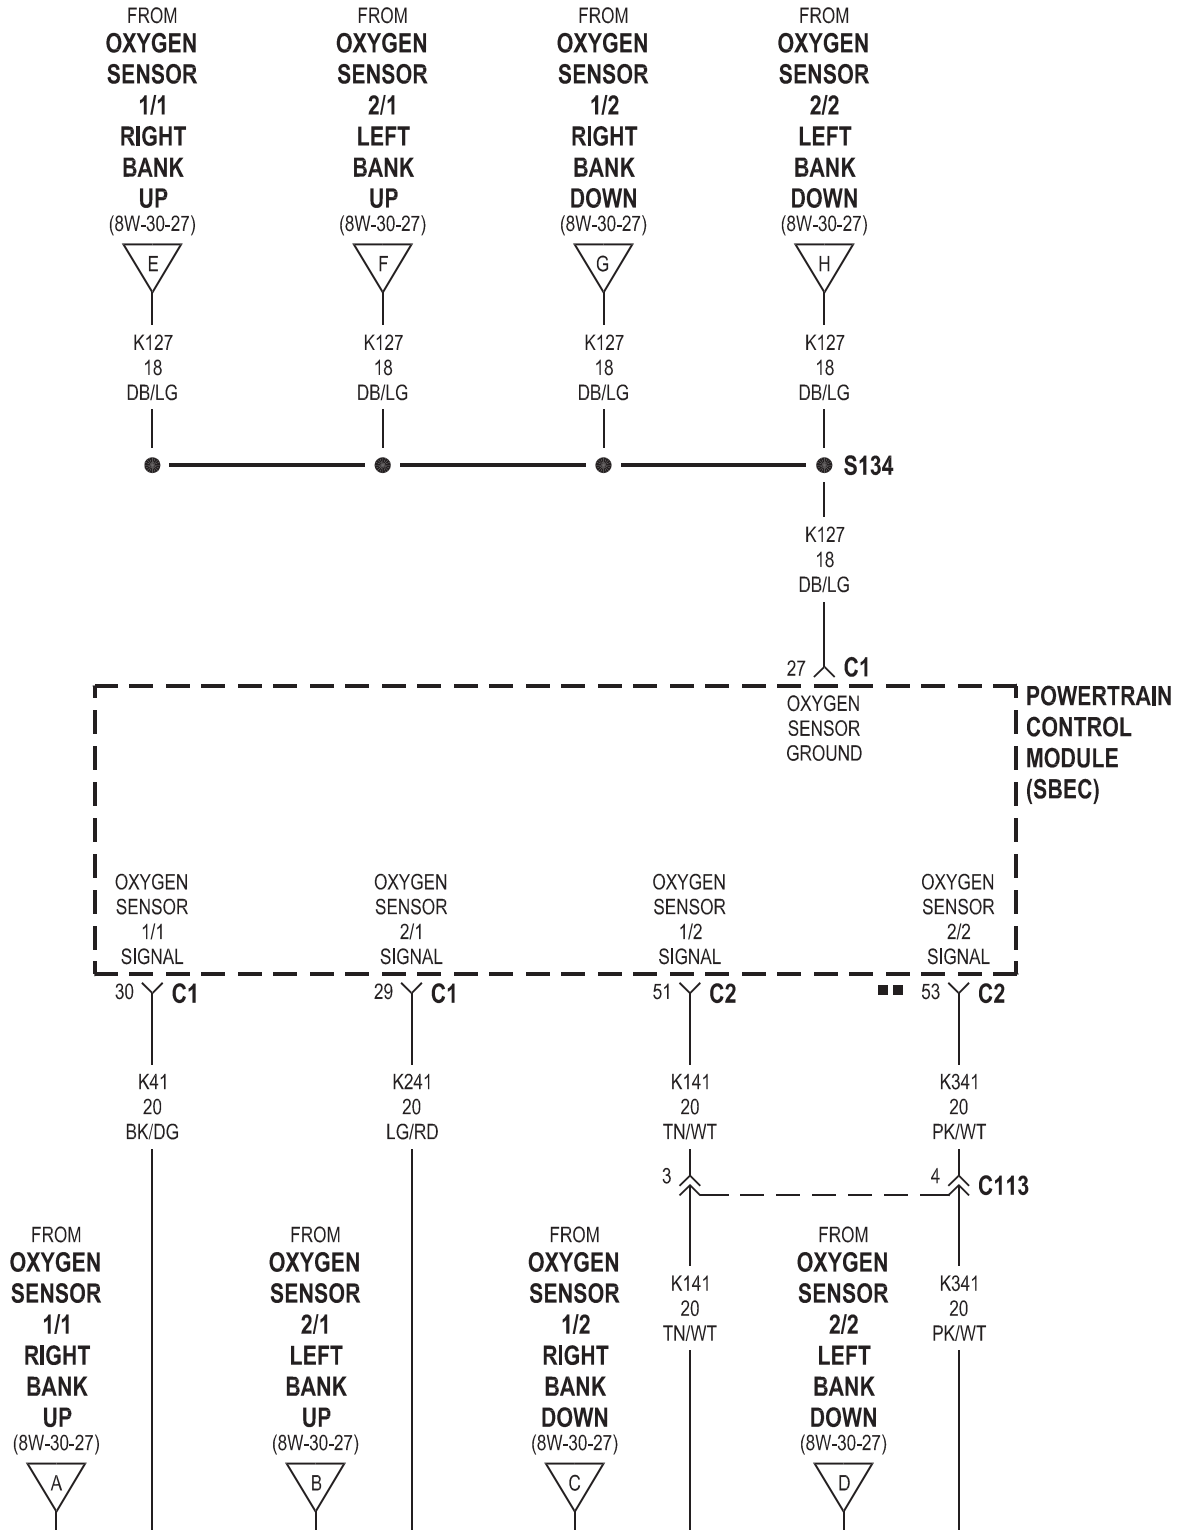 FROM
OXYGEN
SENSOR
1/1
RIGHT
BANK
UP
(8W-30-27)
E
FROM
OXYGEN
SENSOR
2/1
LEFT
BANK
UP
(8W-30-27)
F
FROM
OXYGEN
SENSOR
1/2
RIGHT
BANK
DOWN
(8W-30-27)
G
FROM
OXYGEN
SENSOR
2/2
LEFT
BANK
DOWN
(8W-30-27)
H
K127
18
DB/LG
K127
18
DB/LG
K127
18
DB/LG
K127
18
DB/LG
S134
K127
18
DB/LG
27 C1
OXYGEN
SENSOR
GROUND
POWERTRAIN
CONTROL
MODULE
(SBEC)
OXYGEN
SENSOR
1/1
SIGNAL
OXYGEN
SENSOR
2/1
SIGNAL
OXYGEN
SENSOR
1/2
SIGNAL
OXYGEN
SENSOR
2/2
SIGNAL
30 C1
29 C1
51 C2
53 C2
K41
20
BK/DG
K241
20
LG/RD
K141
20
TN/WT
K341
20
PK/WT
3
4 C113
FROM
OXYGEN
SENSOR
1/1
RIGHT
BANK
UP
(8W-30-27)
A
FROM
OXYGEN
SENSOR
2/1
LEFT
BANK
UP
(8W-30-27)
B
FROM
OXYGEN
SENSOR
1/2
RIGHT
BANK
DOWN
(8W-30-27)
C
K141
20
TN/WT
FROM
OXYGEN
SENSOR
2/2
LEFT
BANK
DOWN
(8W-30-27)
D
K341
20
PK/WT